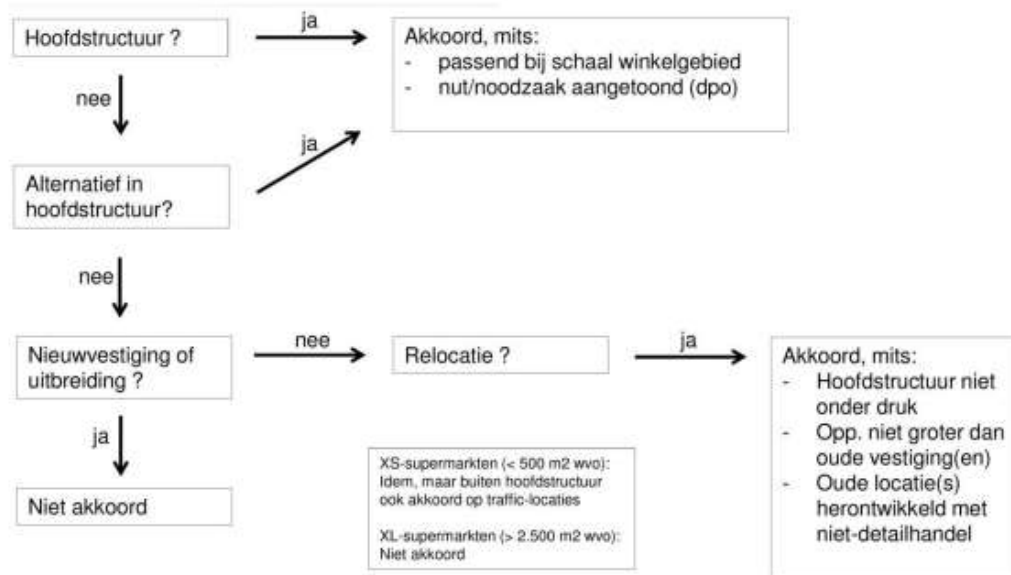 Hoofdstructuur ?
ja
Akkoord, mits:
- passend bij schaal winkelgebied
- nut/noodzaak aangetoond (dpo)
nee
ja
Alternatief in
hoofdstructuur?
nee
Nieuwvestiging of
uitbreiding ?
nee
Relocatie ?
ja
Akkoord, mits:
- Hoofdstructuur niet
onder druk
- Opp. niet groter dan
oude vestiging(en)
- Oude locatie(s)
herontwikkeld met
niet-detailhandel
ja
Niet akkoord
XS-supermarkten (< 500 m2 wvo):
Idem, maar buiten hoofdstructuur
ook akkoord op traffic-locaties
XL-supermarkten (> 2.500 m2 wvo):
Niet akkoord